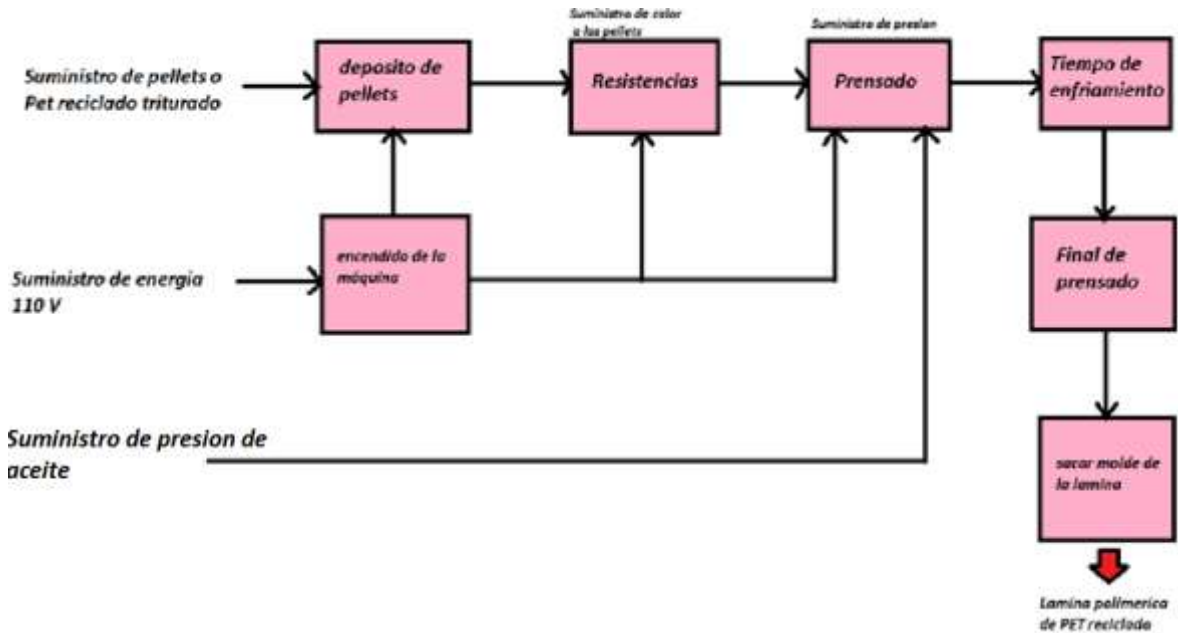 Suministro de calor
a las pellets
Suministro de presion
Suministro de pellets o
Pet reciclado triturado
deposito de
pellets
Resistencias
Prensado
Tiempo de
enfriamiento
Suministro de energia
110 V
encendido de la
máquina
Final de
prensado
Suministro de presion de
aceite
sacar molde de
la lamina
Lamina polimerica
de PET reciclado